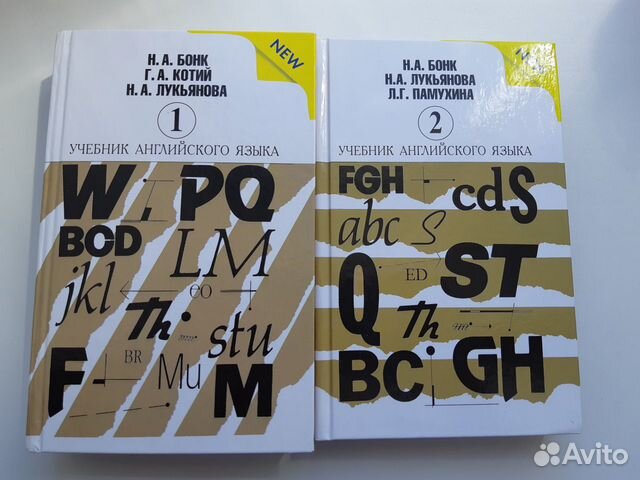 Н. А. БОНК
Г. А. КОТИЙ
Н. А. ЛУКЬЯНОВА
NEW
1
УЧЕБНИК АНГЛИЙСКОГО ЯЗЫКА
W PQ
BCD
LM
jkl
eo
Th
stu
BR
Mu
F
M
Н.А. БОНК
Н.А. ЛУКЬЯНОВА
Л.Г. ПАМУХИНА
2
УЧЕБНИК АНГЛИЙСКОГО ЯЗЫКА
FGH
cdS
abc S
ED
ST
Q
Th
BC
GH
Avito